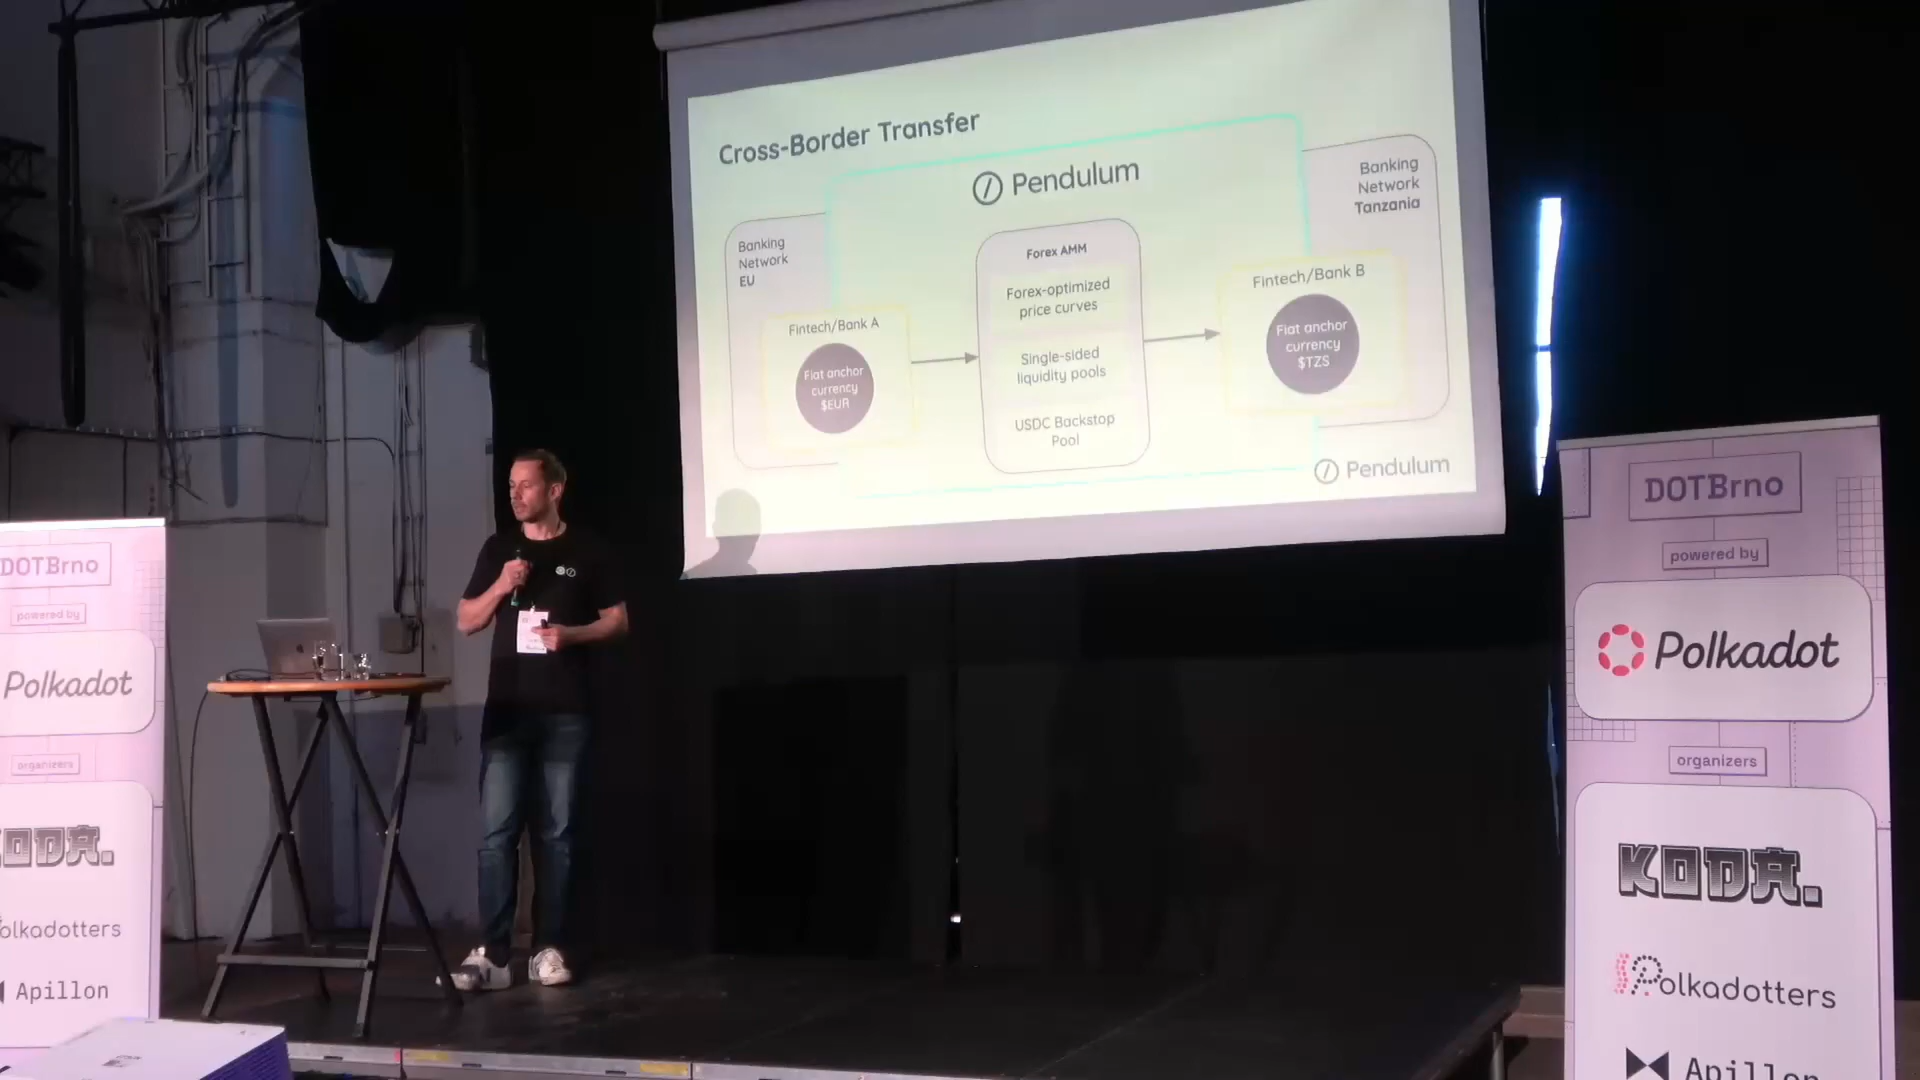 Cross-Border Transfer
Pendulum
Banking
Network
EU
Fintech/Bank A
Fiat anchor
currency
$EUR
Forex AMM
Forex-optimized
price curves
Single-sided
liquidity pools
USDC Backstop
Pool
Banking
Network
Tanzania
Fintech/Bank B
Fiat anchor
currency
$TZS
Pendulum
DOTBrno
powered by
Polkadot
organizers
KODA.
Polkadotters
Apillon
DOTBrno
powered by
Polkadot
organizers
KODA.
Polkadotters
Apillon